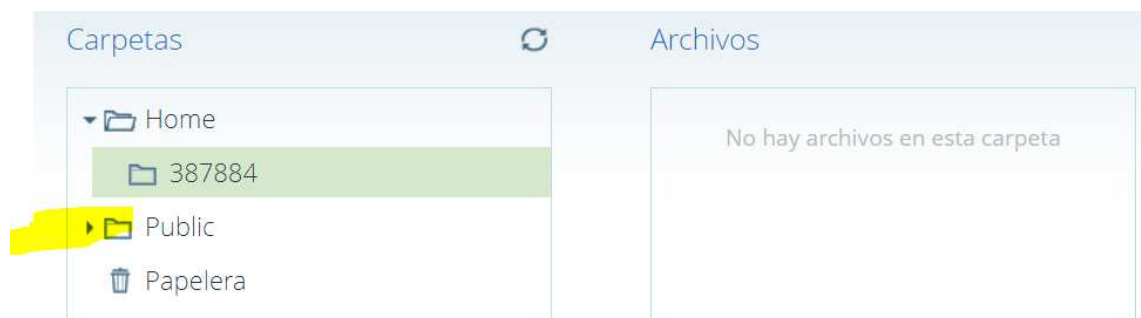 Carpetas
Archivos
Home
387884
Public
Papelera
No hay archivos en esta carpeta